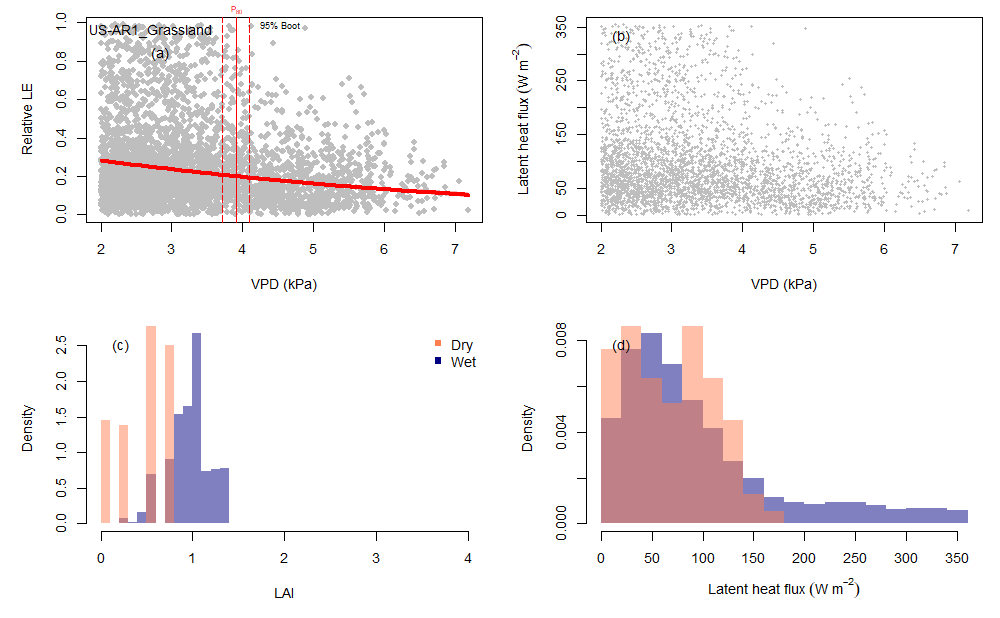 P80
US-AR1_Grassland
95% Boot
(a)
Relative LE
0.0 0.2 0.4 0.6 0.8 1.0
2 3 4 5 6 7
VPD (kPa)
(b)
Latent heat flux (W m−2)
0 50 150 250 350
2 3 4 5 6 7
VPD (kPa)
(c)
Dry
Wet
Density
0.0 0.5 1.0 1.5 2.0 2.5
0 1 2 3 4
LAI
(d)
Density
0.000 0.004 0.008
0 50 100 150 200 250 300 350
Latent heat flux (W m−2)